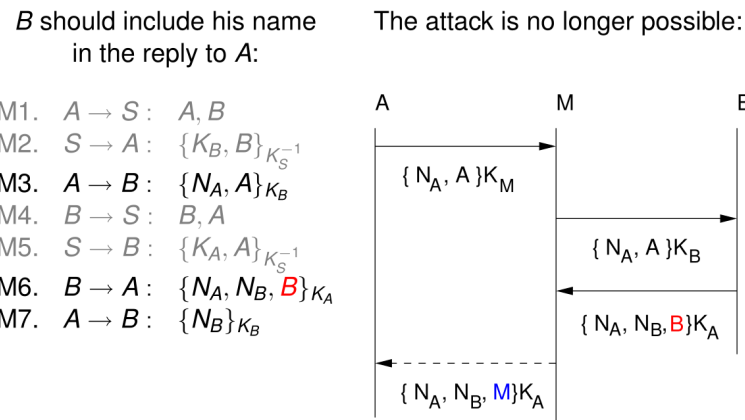 B should include his name
in the reply to A:
M1. A → S : A, B
M2. S → A : {K_B, B}_{K_S^{-1}}
M3. A → B : {N_A, A}_{K_B}
M4. B → S : B, A
M5. S → B : {K_A, A}_{K_S^{-1}}
M6. B → A : {N_A, N_B, B}_{K_A}
M7. A → B : {N_B}_{K_B}
The attack is no longer possible:
A M B
{ N_A, A }K_M
{ N_A, A }K_B
{ N_A, N_B, B}K_A
{ N_A, N_B, M}K_A